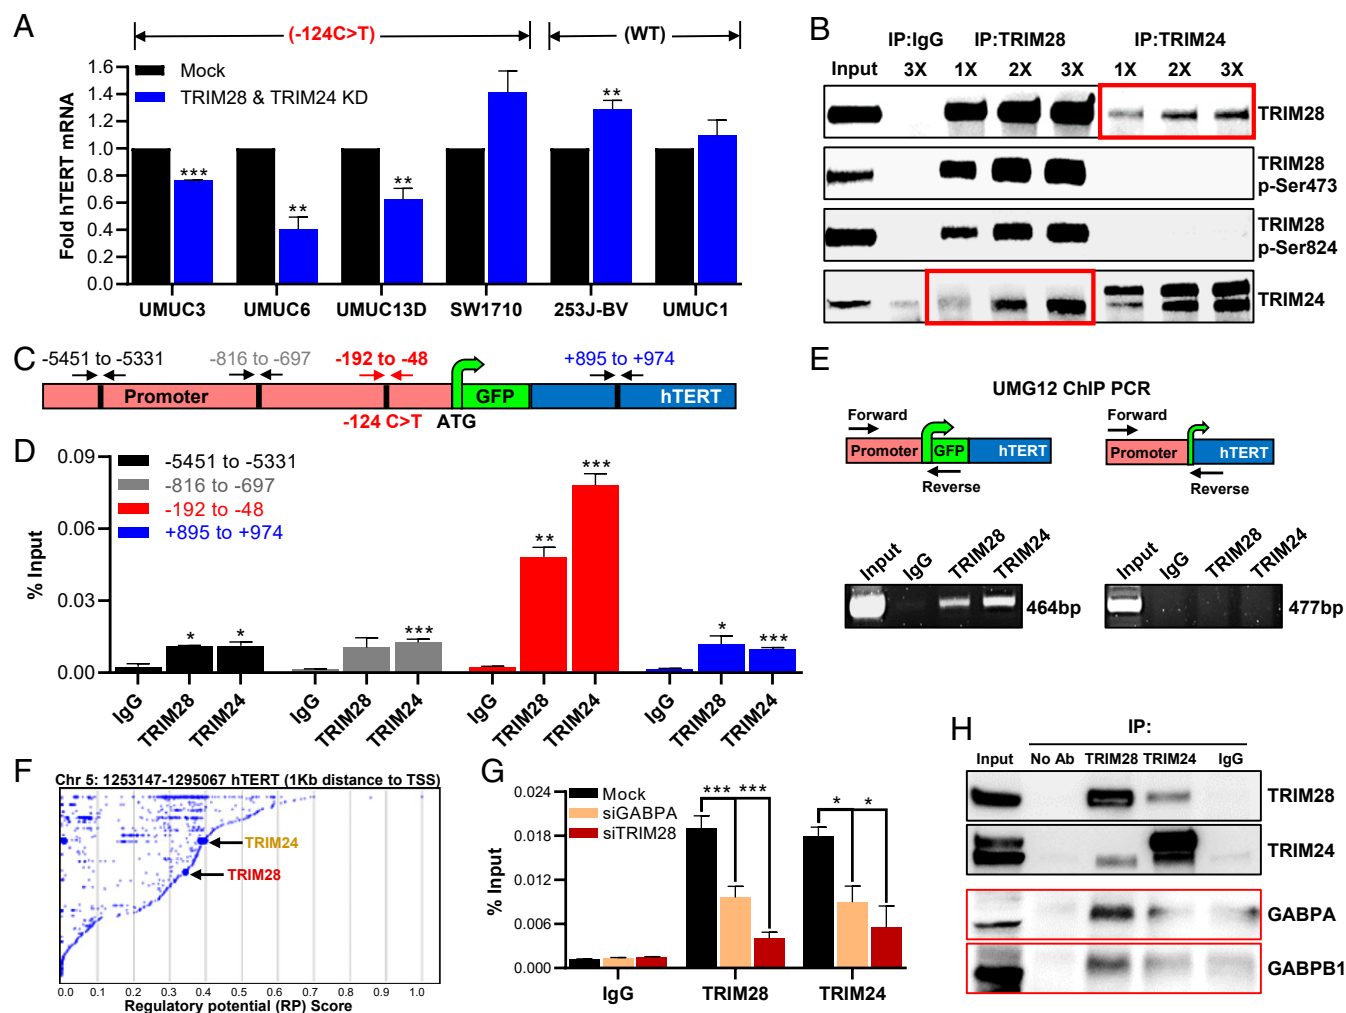 A
(-124C>T)
(WT)
Fold hTERT mRNA
1.6
1.4
1.2
1.0
0.8
0.6
0.4
0.2
0.0
Mock
TRIM28 & TRIM24 KD
***
**
**
**
UMUC3
UMUC6
UMUC13D
SW1710
253J-BV
UMUC1
B
IP:IgG
IP:TRIM28
IP:TRIM24
Input
3X
1X
2X
3X
1X
2X
3X
TRIM28
TRIM28
p-Ser473
TRIM28
p-Ser824
TRIM24
C
-5451 to -5331
-816 to -697
-192 to -48
+895 to +974
Promoter
GFP
hTERT
-124 C>T
ATG
D
% Input
0.09
0.06
0.03
0.00
-5451 to -5331
-816 to -697
-192 to -48
+895 to +974
*
*
***
**
***
*
***
IgG
TRIM28
TRIM24
IgG
TRIM28
TRIM24
IgG
TRIM28
TRIM24
IgG
TRIM28
TRIM24
E
UMG12 ChIP PCR
Forward
Promoter
GFP
hTERT
Reverse
Forward
Promoter
hTERT
Reverse
Input
IgG
TRIM28
TRIM24
464bp
Input
IgG
TRIM28
TRIM24
477bp
F
Chr 5: 1253147-1295067 hTERT (1Kb distance to TSS)
TRIM24
TRIM28
0.0
0.1
0.2
0.3
0.4
0.5
0.6
0.7
0.8
0.9
1.0
Regulatory potential (RP) Score
G
% Input
0.024
0.018
0.012
0.006
0.000
Mock
siGABPA
siTRIM28
***
***
*
*
IgG
TRIM28
TRIM24
H
IP:
Input
No Ab
TRIM28
TRIM24
IgG
TRIM28
TRIM24
GABPA
GABPB1